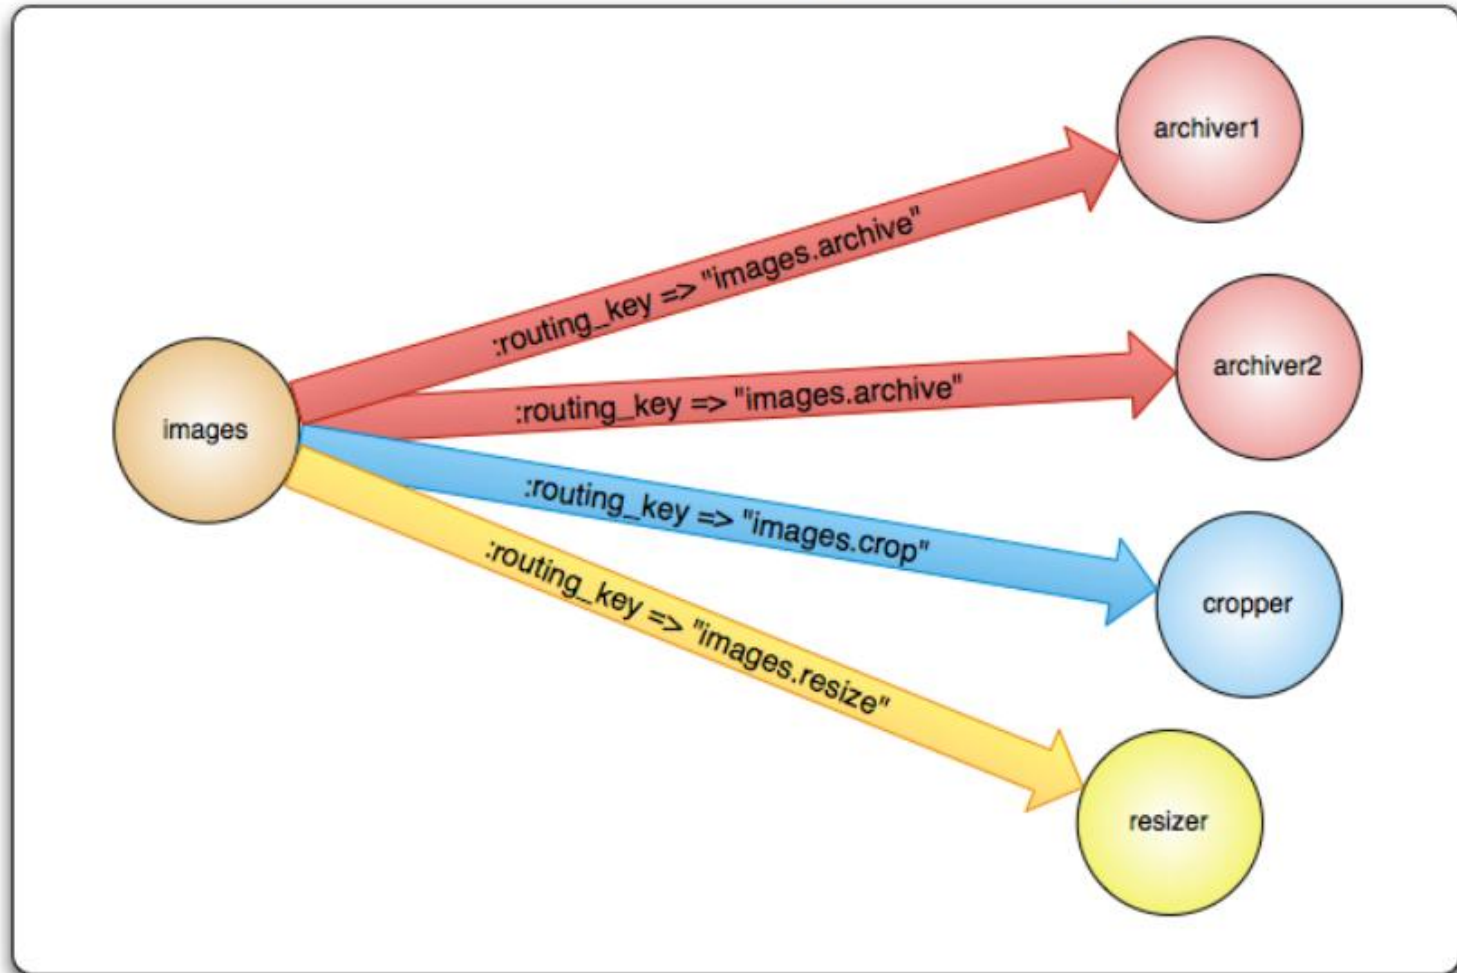 archiver1
:routing_key => "images.archive"
archiver2
:routing_key => "images.archive"
images
:routing_key => "images.crop"
cropper
:routing_key => "images.resize"
resizer